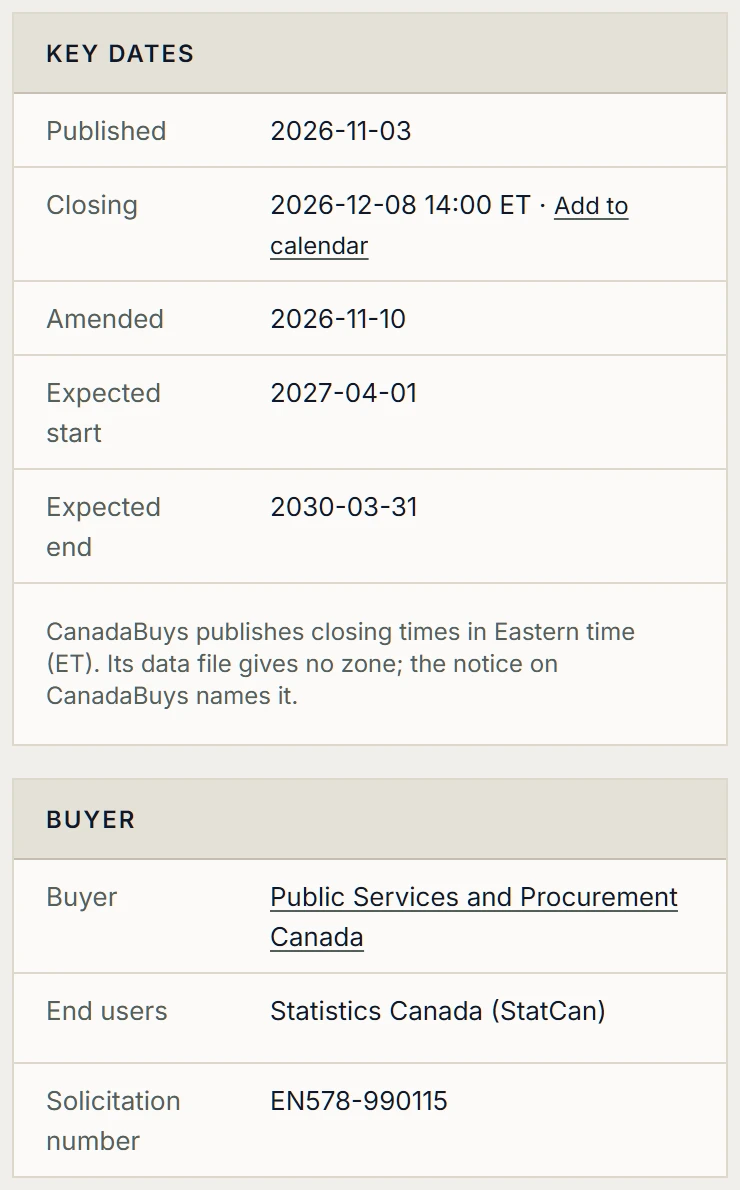 KEY DATES
Published 2026-11-03
Closing 2026-12-08 14:00 ET · Add to
calendar
Amended 2026-11-10
Expected 2027-04-01
start
Expected 2030-03-31
end
CanadaBuys publishes closing times in Eastern time
(ET). Its data file gives no zone; the notice on
CanadaBuys names it.
BUYER
Buyer Public Services and Procurement
Canada
End users Statistics Canada (StatCan)
Solicitation EN578-990115
number